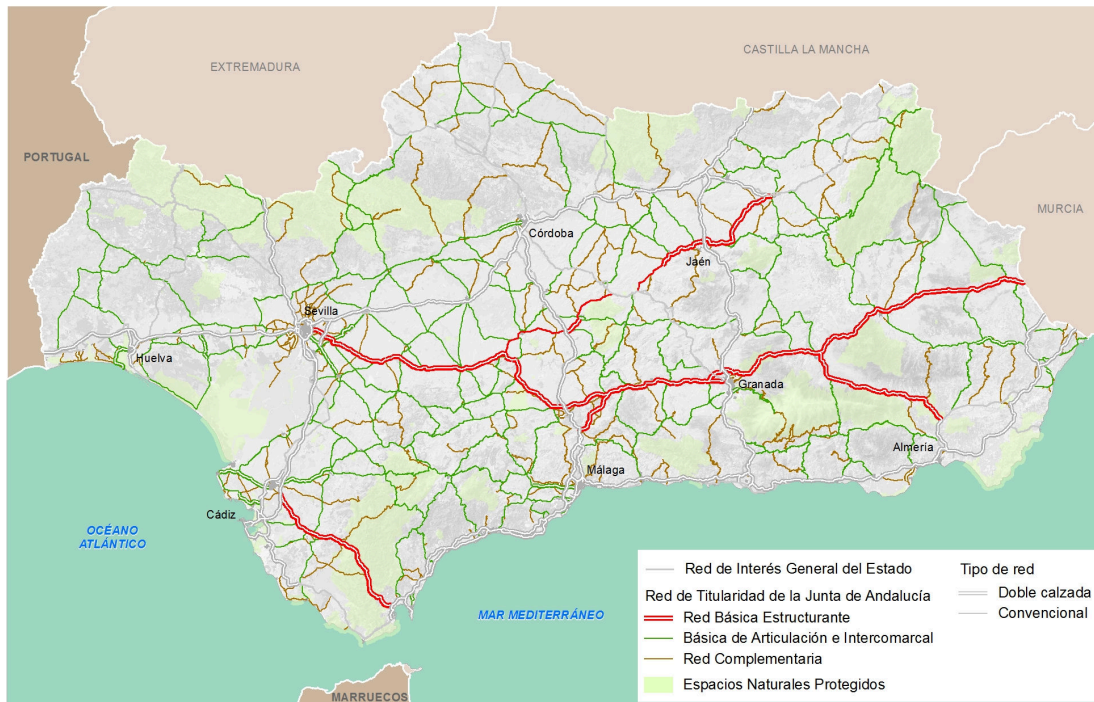 EXTREMADURA
CASTILLA LA MANCHA
PORTUGAL
MURCIA
Córdoba
Jaén
Sevilla
Huelva
Granada
Almería
Málaga
Cádiz
OCÉANO
ATLÁNTICO
MAR MEDITERRÁNEO
MARRUECOS
Red de Interés General del Estado
Red de Titularidad de la Junta de Andalucía
Red Básica Estructurante
Básica de Articulación e Intercomarcal
Red Complementaria
Espacios Naturales Protegidos
Tipo de red
Doble calzada
Convencional